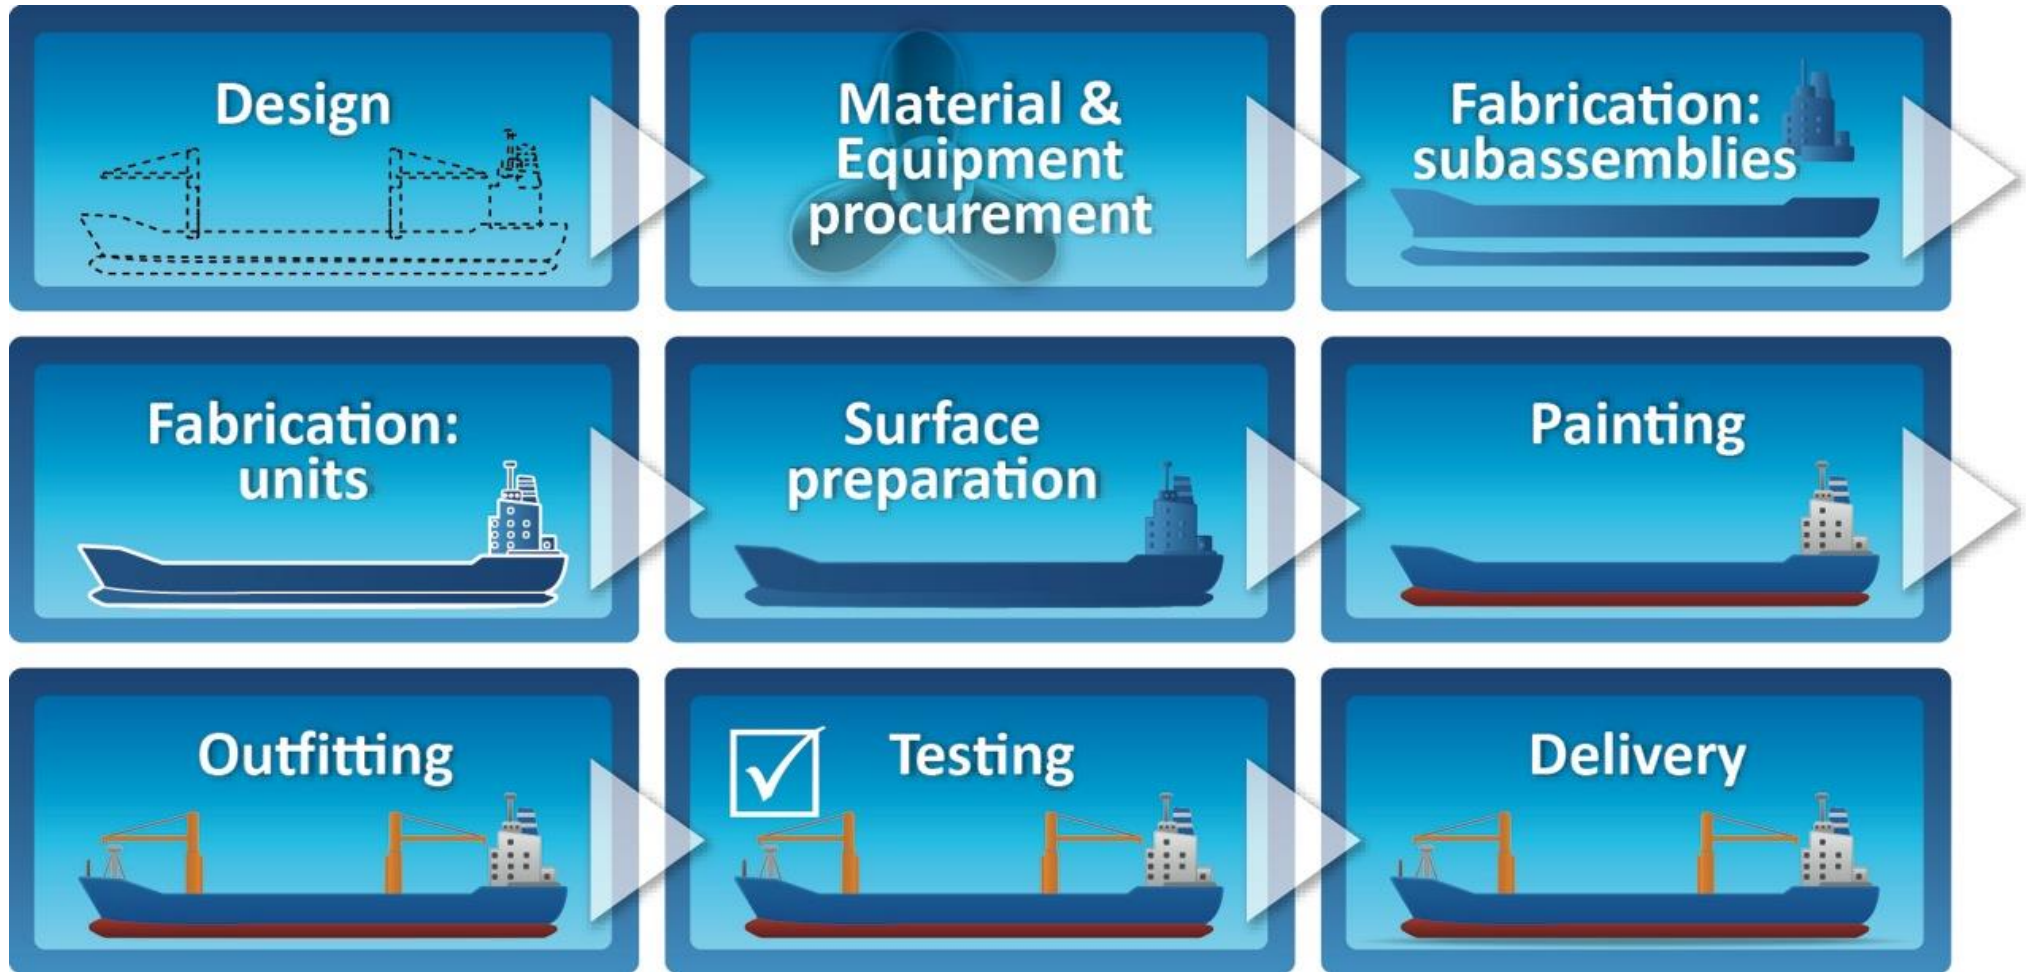 Design
Material &
Equipment
procurement
Fabrication:
subassemblies
Fabrication:
units
Surface
preparation
Painting
Outfitting
Testing
Delivery